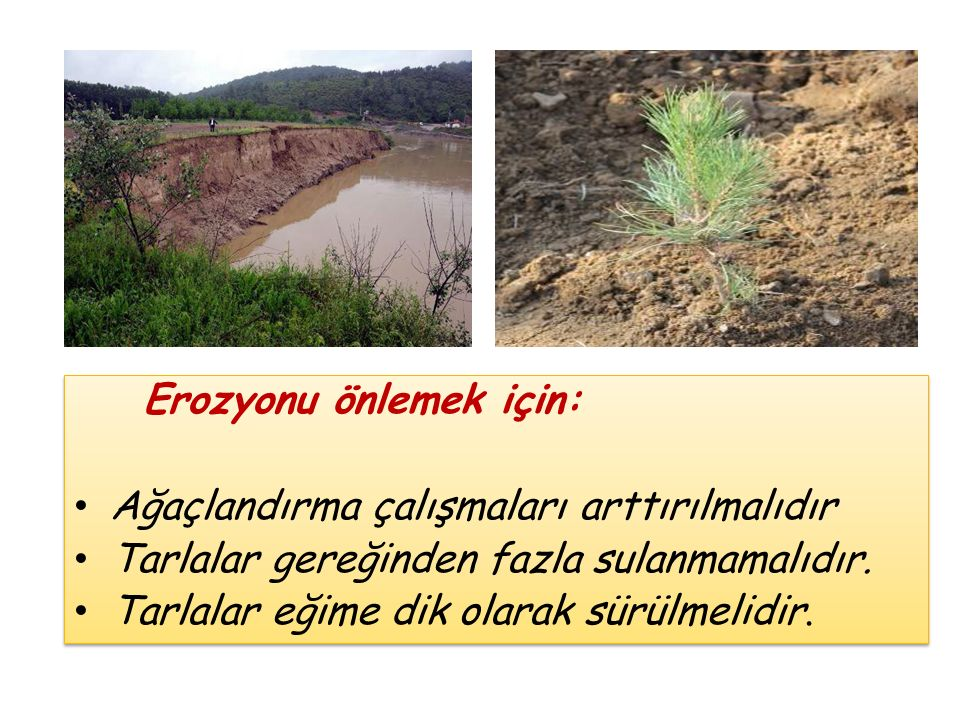 Erozyonu önlemek için:
• Ağaçlandırma çalışmaları arttırılmalıdır
• Tarlalar gereğinden fazla sulanmamalıdır.
• Tarlalar eğime dik olarak sürülmelidir.